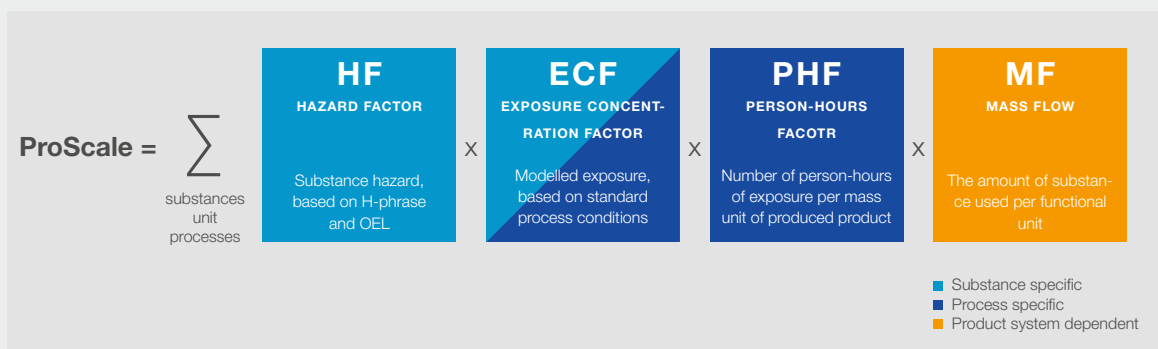 ProScale =
∑
substances
unit
processes
HF
HAZARD FACTOR
Substance hazard,
based on H-phrase
and OEL
X
ECF
EXPOSURE CONCENT-
RATION FACTOR
Modelled exposure,
based on standard
process conditions
X
PHF
PERSON-HOURS
FACOTR
Number of person-hours
of exposure per mass
unit of produced product
X
MF
MASS FLOW
The amount of substan-
ce used per functional
unit
Substance specific
Process specific
Product system dependent